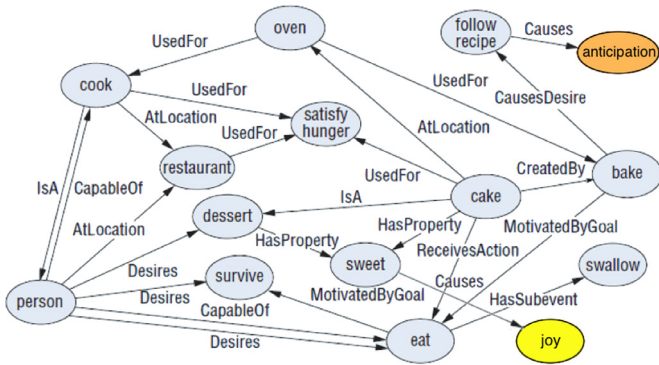 oven
follow
recipe
Causes
anticipation
UsedFor
cook
UsedFor
UsedFor
CausesDesire
satisfy
hunger
AtLocation
UsedFor
AtLocation
restaurant
IsA
CapableOf
UsedFor
CreatedBy
bake
cake
IsA
AtLocation
dessert
HasProperty
MotivatedByGoal
HasProperty
ReceivesAction
sweet
swallow
Desires
survive
Causes
Desires
MotivatedByGoal
HasSubevent
person
CapableOf
eat
joy
Desires